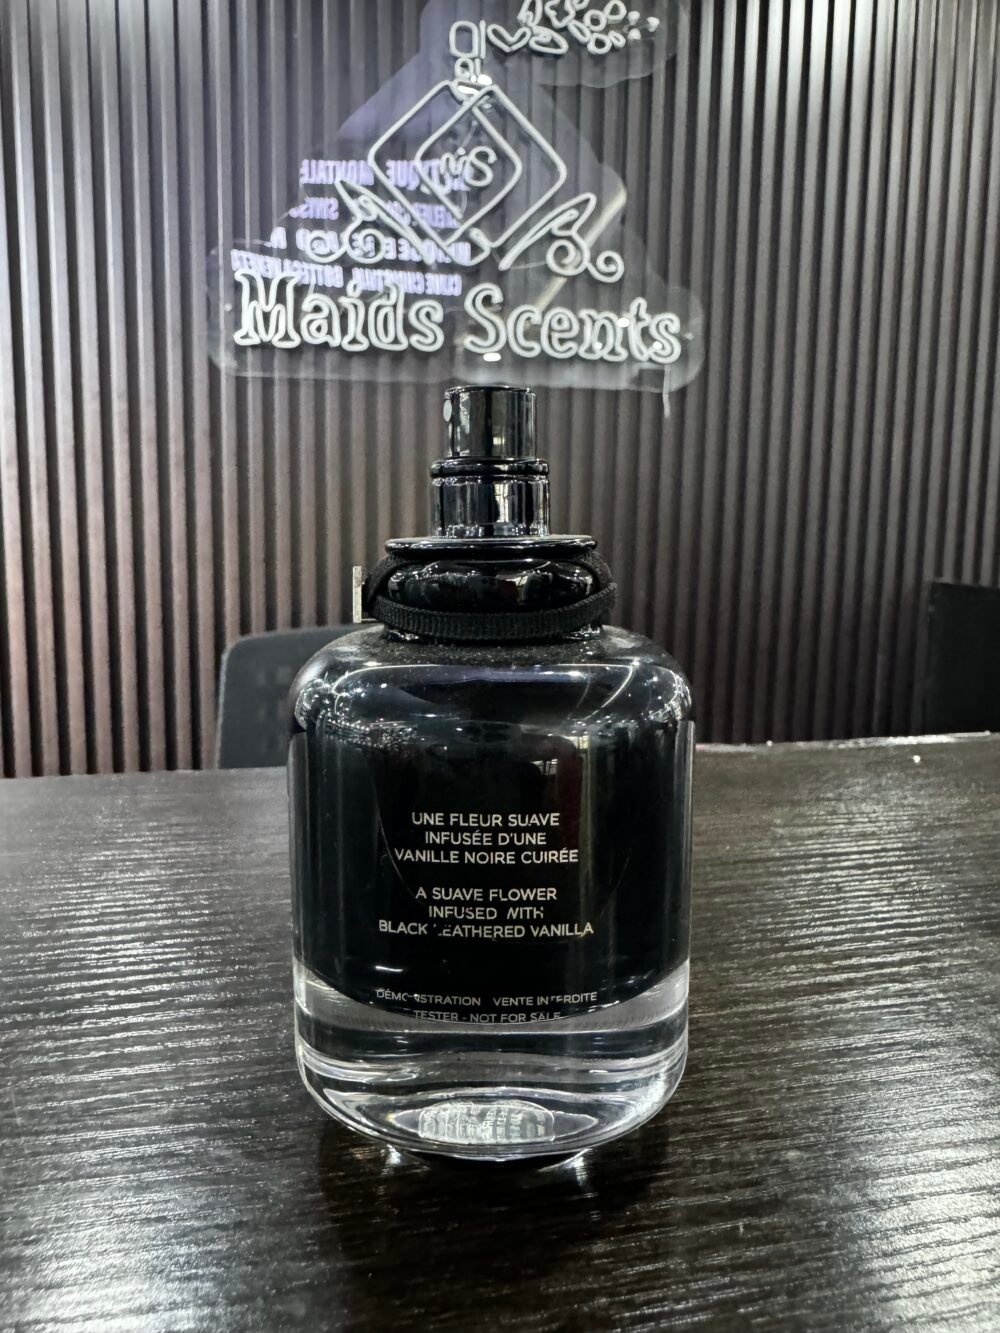 MS
Maids Scents
UNE FLEUR SUAVE
INFUSÉE D'UNE
VANILLE NOIRE CUIRÉE
A SUAVE FLOWER
INFUSED WITH
BLACK LEATHERED VANILLA
DÉMONSTRATION VENTE INTERDITE
TESTER - NOT FOR SALE